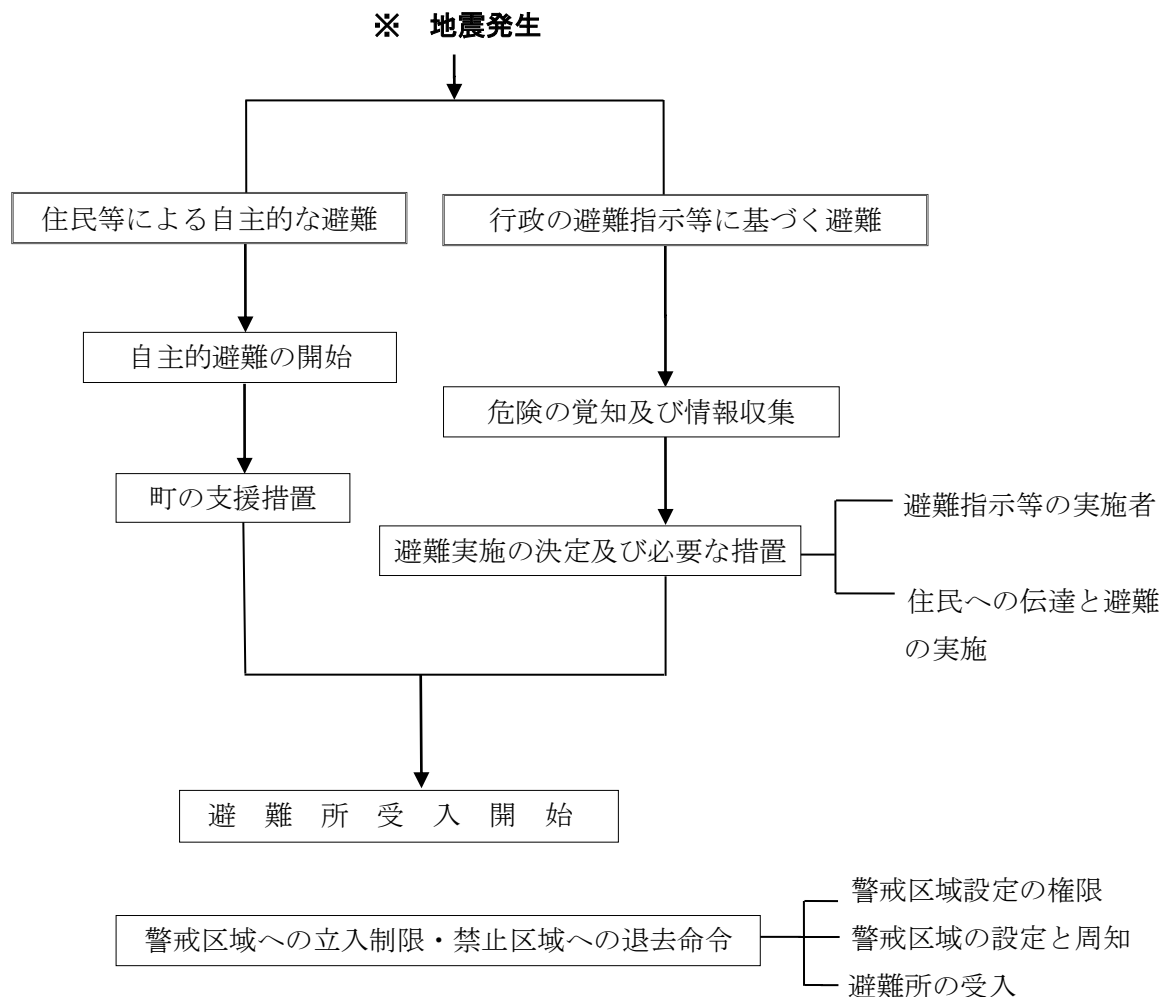 ※　地震発生
住民等による自主的な避難
行政の避難指示等に基づく避難
自主的避難の開始
危険の覚知及び情報収集
町の支援措置
避難指示等の実施者
避難実施の決定及び必要な措置
住民への伝達と避難
の実施
避　難　所　受　入　開　始
警戒区域設定の権限
警戒区域への立入制限・禁止区域への退去命令
警戒区域の設定と周知
避難所の受入